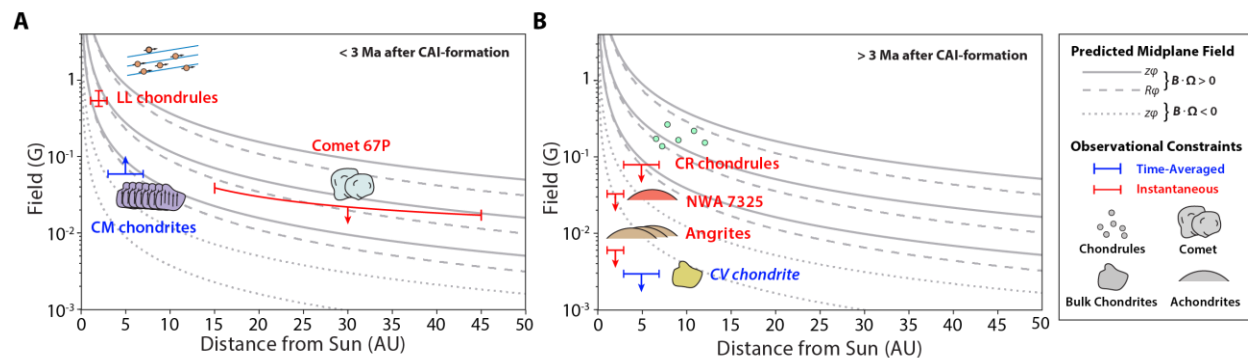 A
< 3 Ma after CAI-formation
LL chondrules
Comet 67P
CM chondrites
Field (G)
1
10⁻¹
10⁻²
10⁻³
0 5 10 15 20 25 30 35 40 45 50
Distance from Sun (AU)
B
> 3 Ma after CAI-formation
CR chondrules
NWA 7325
Angrites
CV chondrite
Field (G)
1
10⁻¹
10⁻²
10⁻³
0 5 10 15 20 25 30 35 40 45 50
Distance from Sun (AU)
Predicted Midplane Field
zφ
Rφ } B · Ω > 0
zφ } B · Ω < 0
Observational Constraints
Time-Averaged
Instantaneous
Chondrules
Comet
Bulk Chondrites
Achondrites